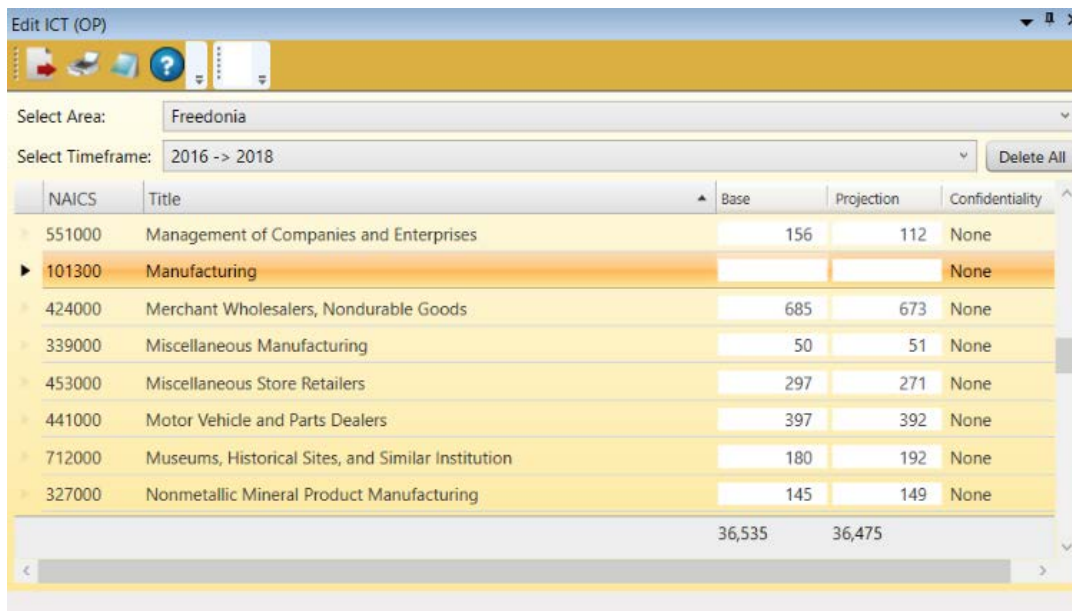 Edit ICT (OP)
?
Select Area: Freedonia
Select Timeframe: 2016 -> 2018 Delete All
NAICS Title Base Projection Confidentiality
551000 Management of Companies and Enterprises 156 112 None
101300 Manufacturing None
424000 Merchant Wholesalers, Nondurable Goods 685 673 None
339000 Miscellaneous Manufacturing 50 51 None
453000 Miscellaneous Store Retailers 297 271 None
441000 Motor Vehicle and Parts Dealers 397 392 None
712000 Museums, Historical Sites, and Similar Institution 180 192 None
327000 Nonmetallic Mineral Product Manufacturing 145 149 None
36,535 36,475